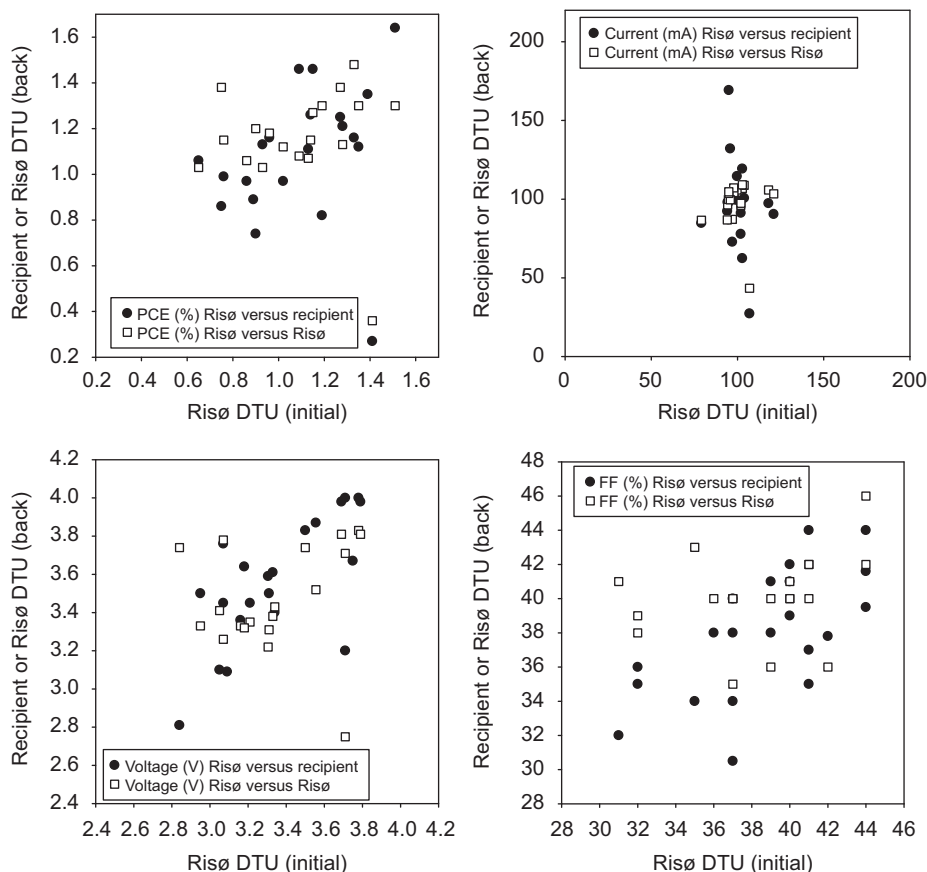 Recipient or Risø DTU (back)
1.6
1.4
1.2
1.0
0.8
0.6
0.4
0.2
PCE (%) Risø versus recipient
PCE (%) Risø versus Risø
0.2 0.4 0.6 0.8 1.0 1.2 1.4 1.6
Risø DTU (initial)
Recipient or Risø DTU (back)
200
150
100
50
0
Current (mA) Risø versus recipient
Current (mA) Risø versus Risø
0 50 100 150 200
Risø DTU (initial)
Recipient or Risø DTU (back)
4.2
4.0
3.8
3.6
3.4
3.2
3.0
2.8
2.6
2.4
Voltage (V) Risø versus recipient
Voltage (V) Risø versus Risø
2.4 2.6 2.8 3.0 3.2 3.4 3.6 3.8 4.0 4.2
Risø DTU (initial)
Recipient or Risø DTU (back)
48
46
44
42
40
38
36
34
32
30
28
FF (%) Risø versus recipient
FF (%) Risø versus Risø
28 30 32 34 36 38 40 42 44 46
Risø DTU (initial)